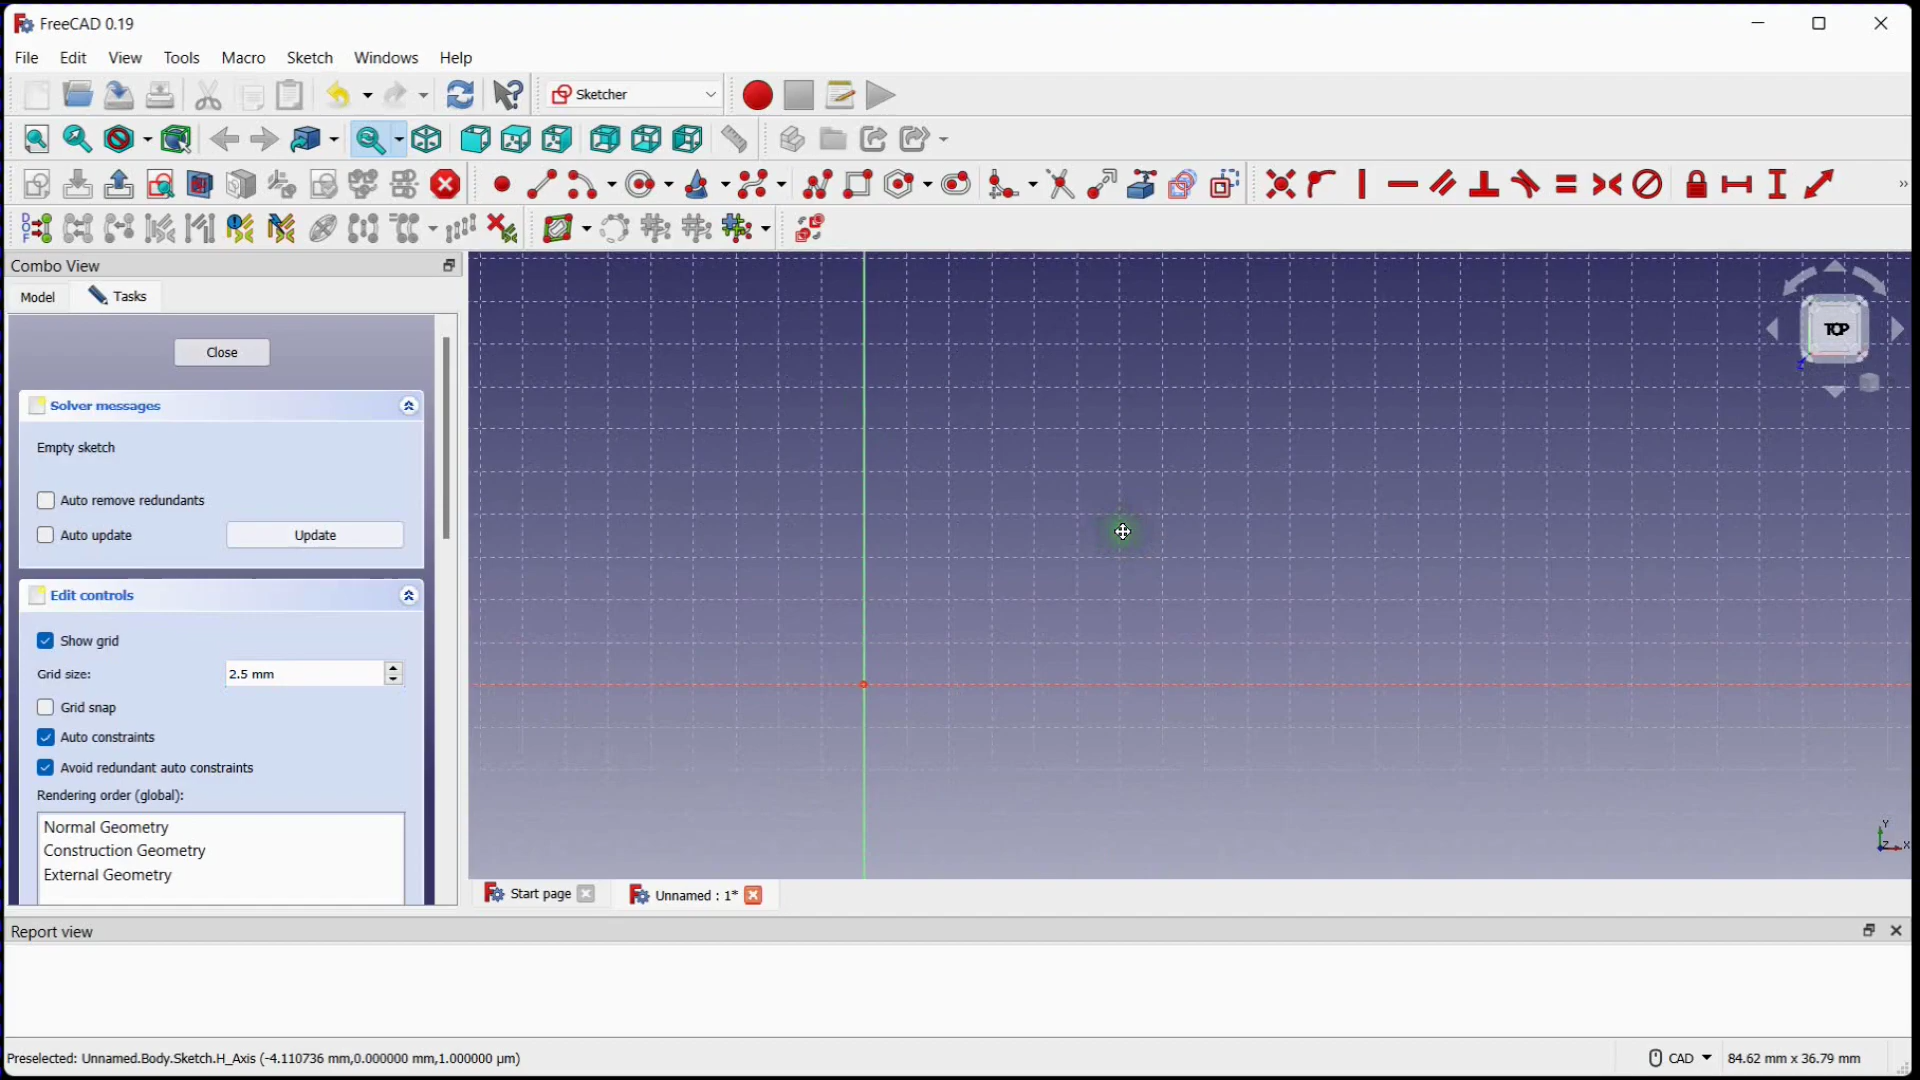 FreeCAD 0.19
File Edit View Tools Macro Sketch Windows Help
Sketcher
Combo View
Model Tasks
Close
Solver messages
Empty sketch
Auto remove redundants
Auto update Update
Edit controls
Show grid
Grid size: 2.5 mm
Grid snap
Auto constraints
Avoid redundant auto constraints
Rendering order (global):
Normal Geometry
Construction Geometry
External Geometry
TOP
Z
Y
Z X
Start page Unnamed : 1*
Report view
Preselected: Unnamed.Body.Sketch.H_Axis (-4.110736 mm,0.000000 mm,1.000000 µm) CAD 84.62 mm x 36.79 mm